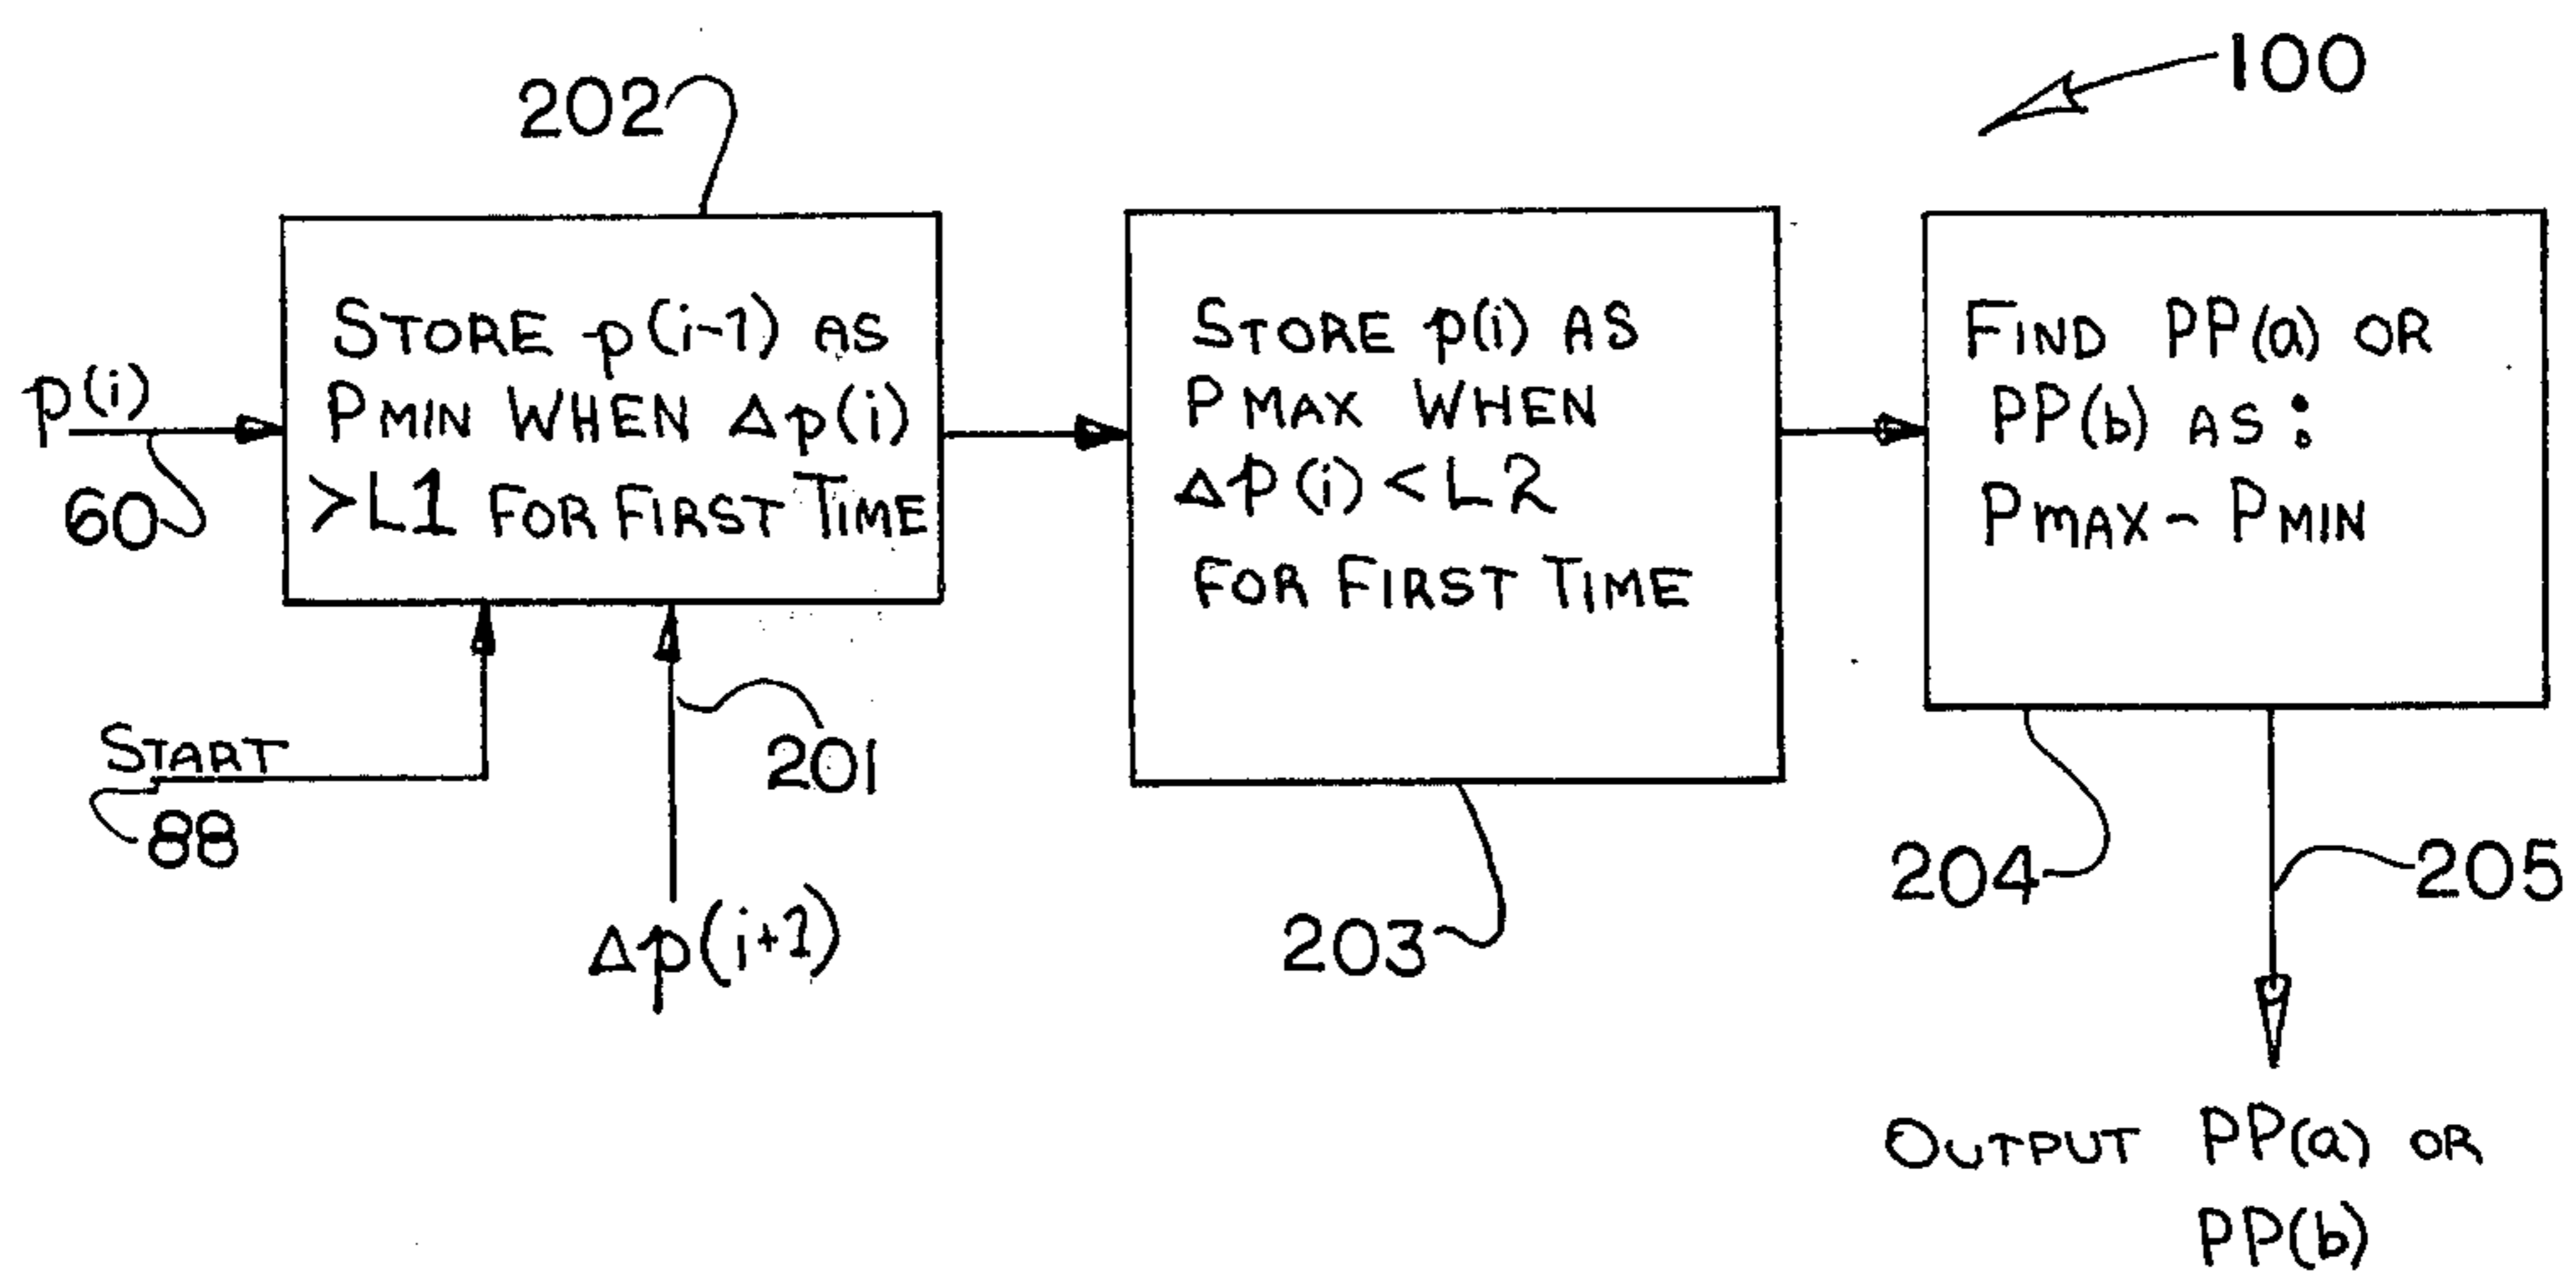 100
202
p(i)
60
STORE p(i-1) AS
PMIN WHEN Δp(i)
>L1 FOR FIRST TIME
START
88
201
Δp(i+1)
STORE p(i) AS
PMAX WHEN
Δp(i) < L2
FOR FIRST TIME
203
FIND PP(a) OR
PP(b) AS:
PMAX - PMIN
204
205
OUTPUT PP(a) OR
PP(b)